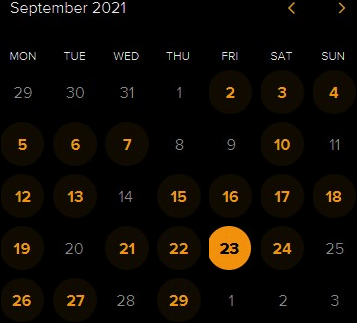 September 2021
MON TUE WED THU FRI SAT SUN
29 30 31 1 2 3 4
5 6 7 8 9 10 11
12 13 14 15 16 17 18
19 20 21 22 23 24 25
26 27 28 29 1 2 3